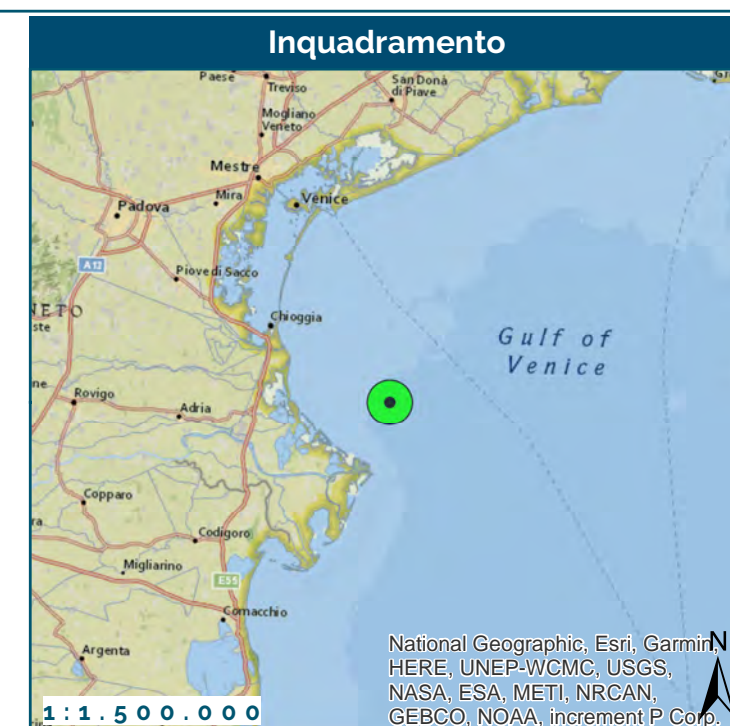 Inquadramento
Paese
Treviso
San Donà
di Piave
Mogliano
Veneto
Mestre
Mira
Venice
Padova
A13
Piove di Sacco
Chioggia
Gulf of
Venice
Rovigo
Adria
Copparo
Codigoro
Migliarino
E55
Comacchio
Argenta
National Geographic, Esri, Garmin,
N
HERE, UNEP-WCMC, USGS,
NASA, ESA, METI, NRCAN,
GEBCO, NOAA, increment P Corp.
1:1.500.000